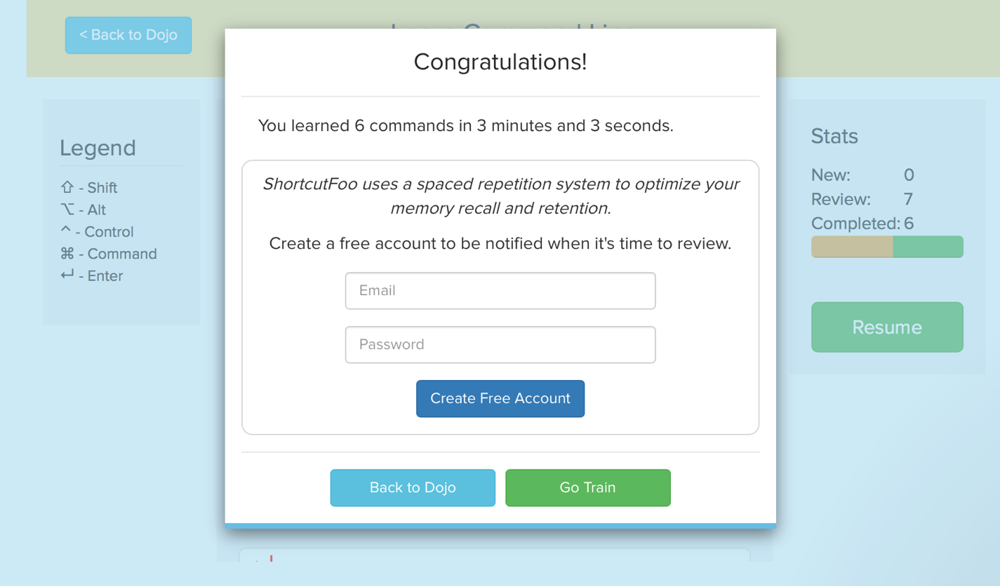 < Back to Dojo
Congratulations!
You learned 6 commands in 3 minutes and 3 seconds.
ShortcutFoo uses a spaced repetition system to optimize your
memory recall and retention.
Create a free account to be notified when it's time to review.
Email
Password
Create Free Account
Back to Dojo
Go Train
Legend
⇧ - Shift
⌥ - Alt
^ - Control
⌘ - Command
↵ - Enter
Stats
New: 0
Review: 7
Completed: 6
Resume